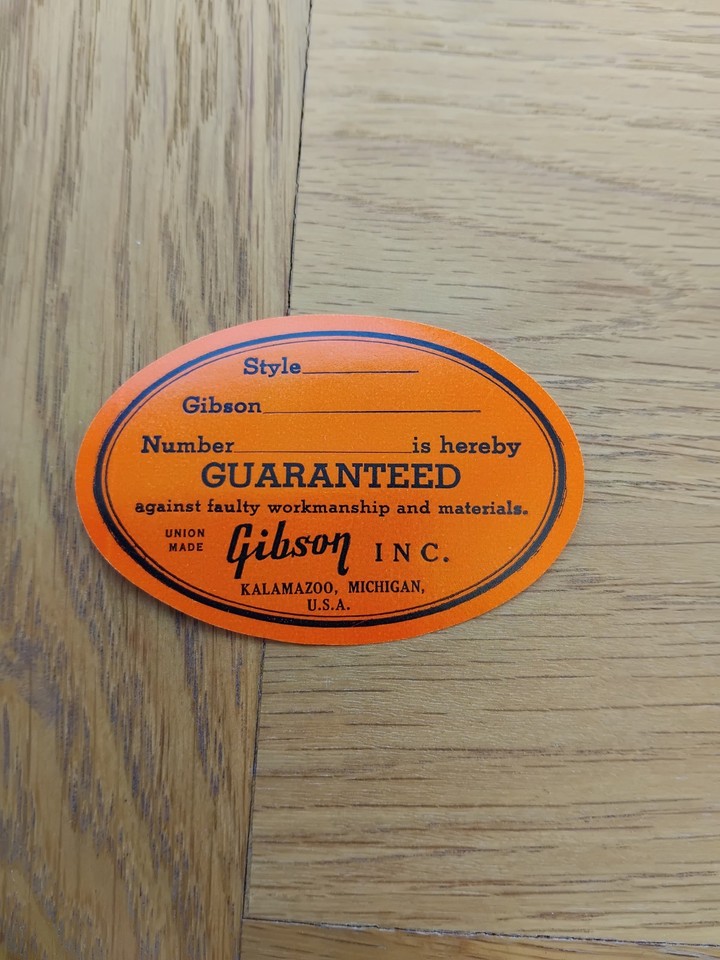 Style
Gibson
Number is hereby
GUARANTEED
against faulty workmanship and materials.
UNION MADE Gibson INC.
KALAMAZOO, MICHIGAN,
U.S.A.